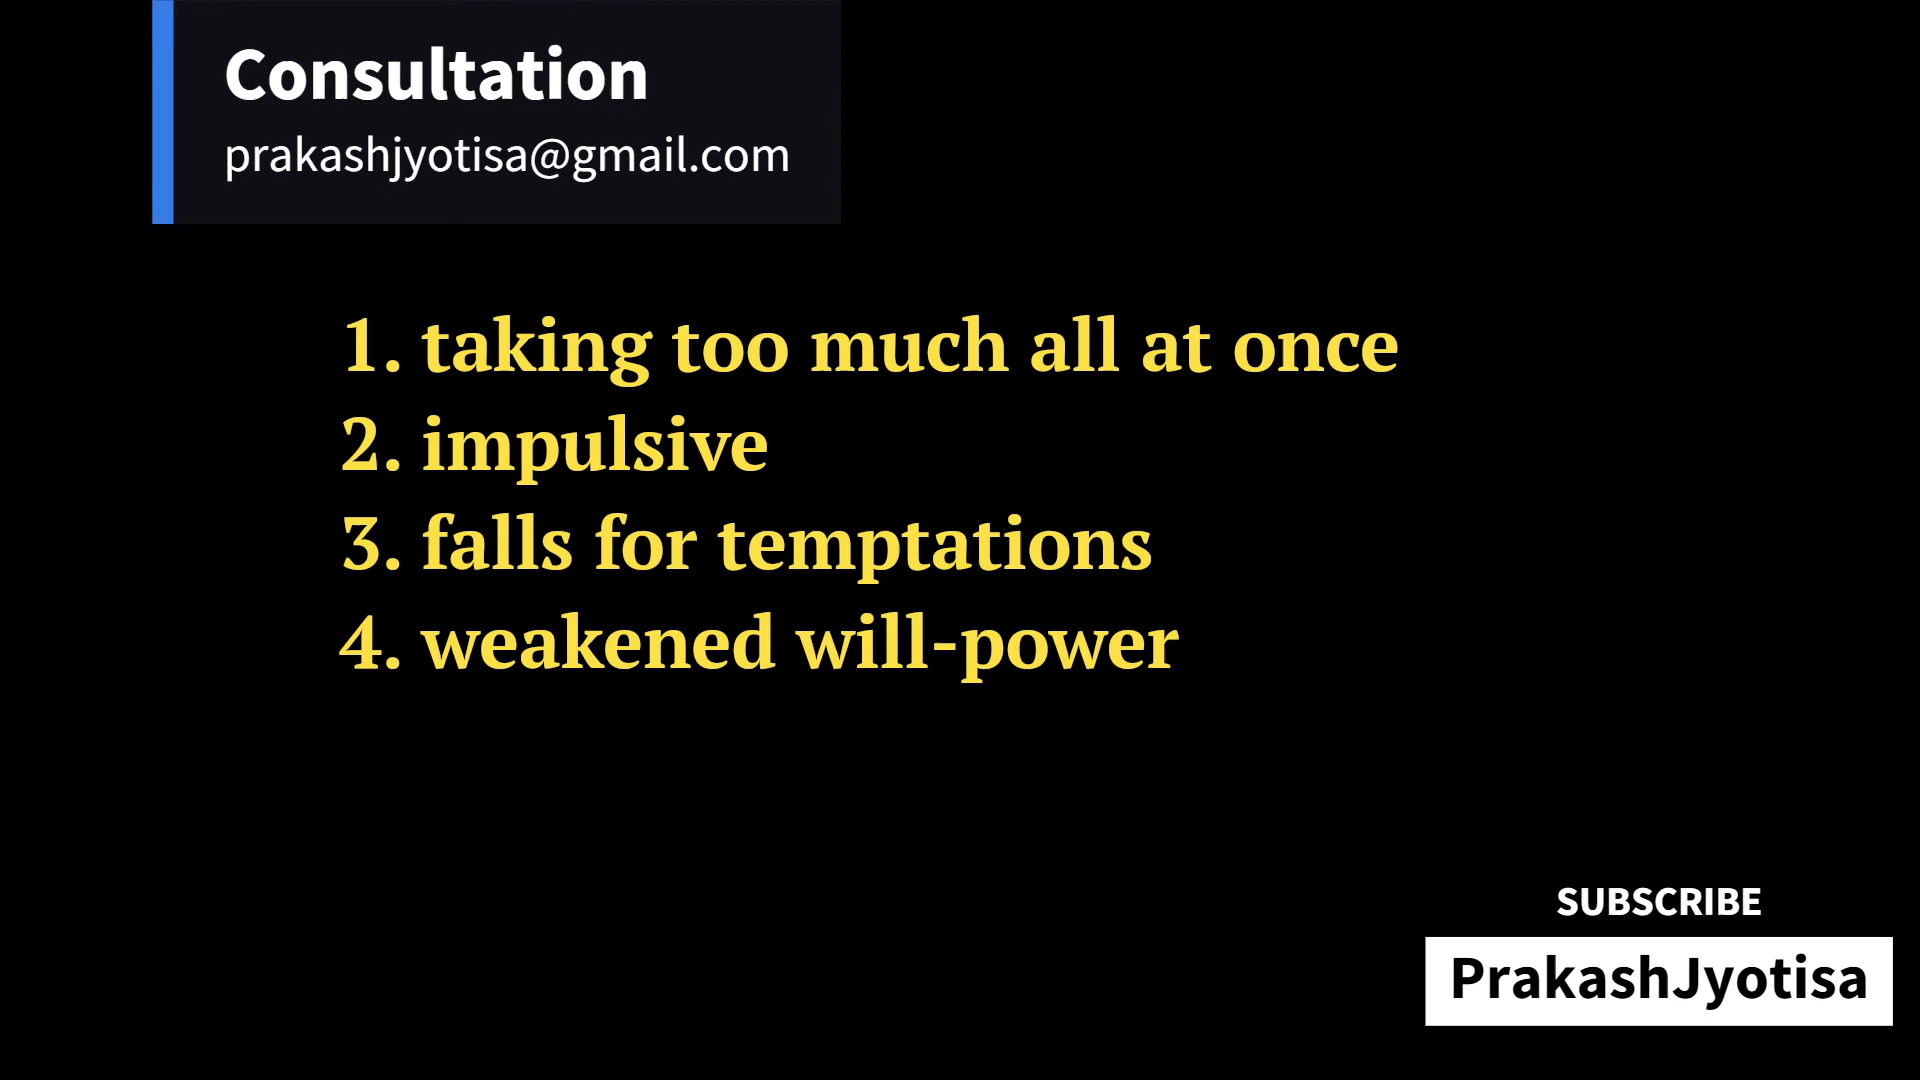 Consultation
prakashjyotisa@gmail.com
1. taking too much all at once
2. impulsive
3. falls for temptations
4. weakened will-power
SUBSCRIBE
PrakashJyotisa